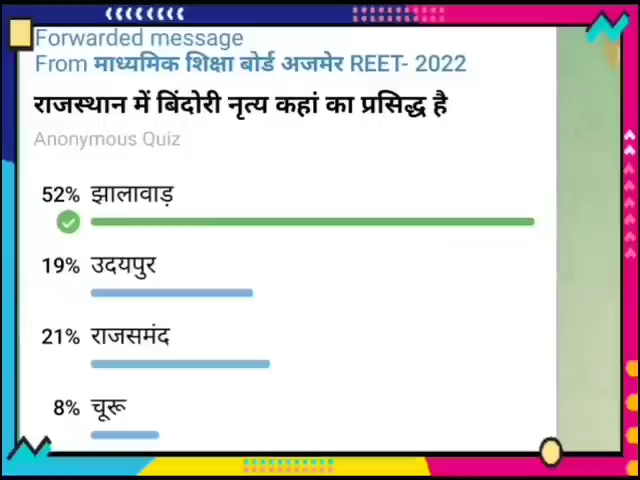 Forwarded message
From माध्यमिक शिक्षा बोर्ड अजमेर REET- 2022
राजस्थान में बिंदोरी नृत्य कहां का प्रसिद्ध है
Anonymous Quiz
52% झालावाड़
19% उदयपुर
21% राजसमंद
8% चूरू